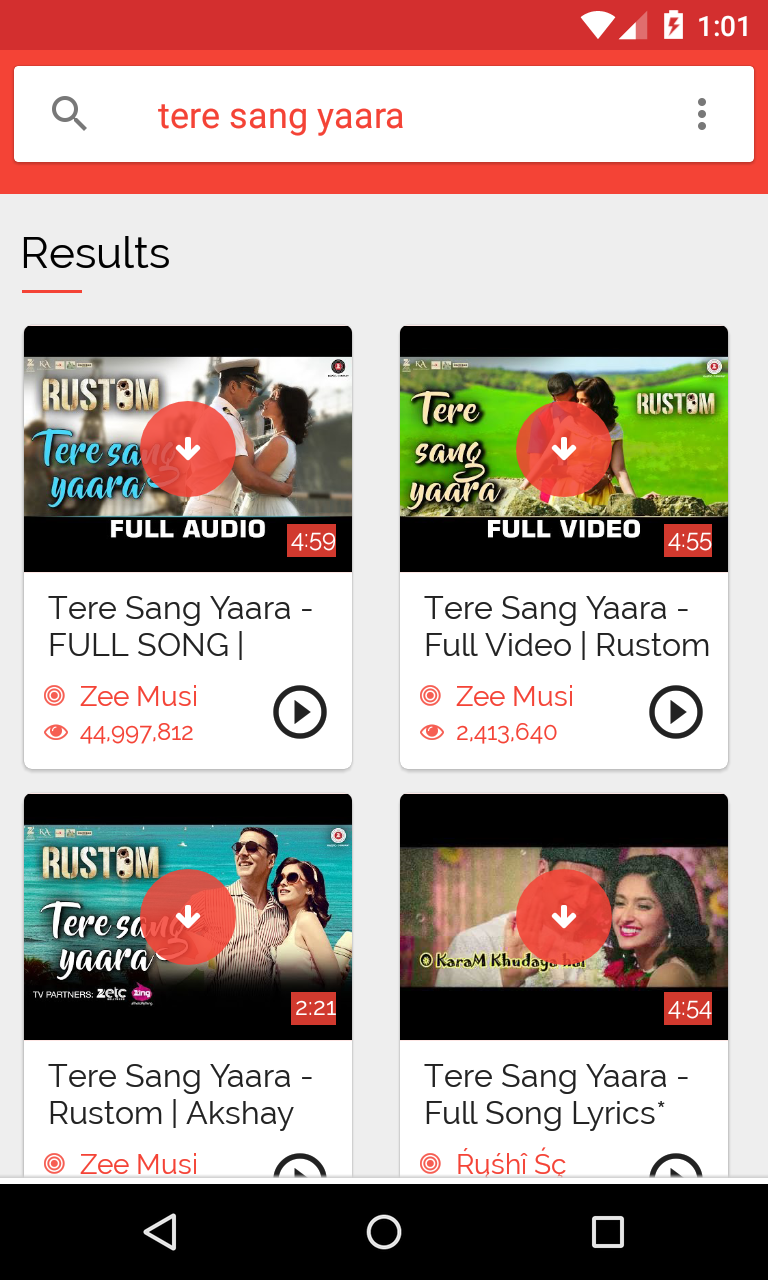 1:01
tere sang yaara
Results
RUSTOM
Tere sang
yaara
FULL AUDIO
4:59
Tere Sang Yaara -
FULL SONG |
Zee Musi
44,997,812
Tere
sang
yaara
RUSTOM
FULL VIDEO
4:55
Tere Sang Yaara -
Full Video | Rustom
Zee Musi
2,413,640
RUSTOM
Tere sang
yaara
TV PARTNERS: zetc zing
2:21
Tere Sang Yaara -
Rustom | Akshay
Zee Musi
O KaraM Khudaya hai
4:54
Tere Sang Yaara -
Full Song Lyrics*